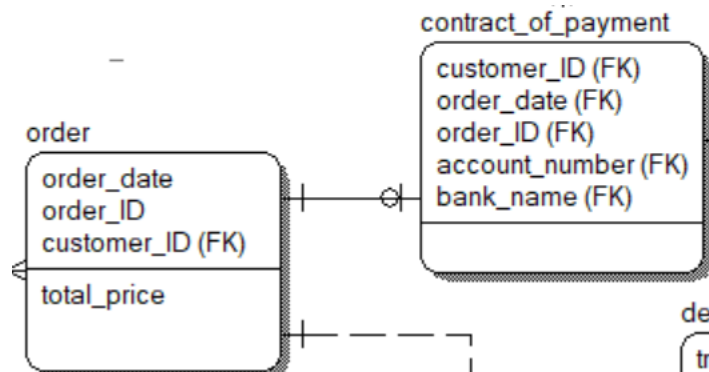 contract_of_payment
customer_ID (FK)
order_date (FK)
order_ID (FK)
account_number (FK)
bank_name (FK)
order
order_date
order_ID
customer_ID (FK)
total_price